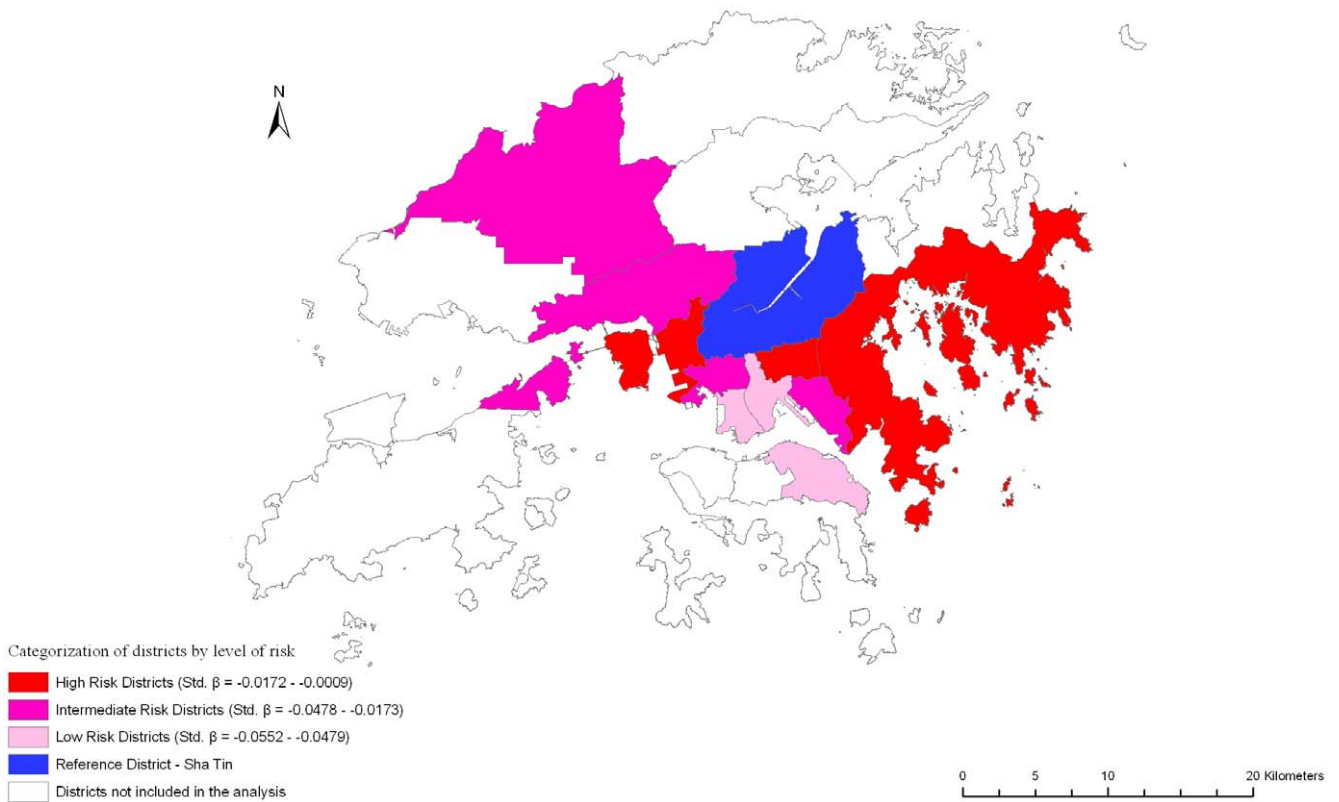 N
Categorization of districts by level of risk
High Risk Districts (Std. β = -0.0172 - -0.0009)
Intermediate Risk Districts (Std. β = -0.0478 - -0.0173)
Low Risk Districts (Std. β = -0.0552 - -0.0479)
Reference District - Sha Tin
Districts not included in the analysis
0 5 10 20 Kilometers